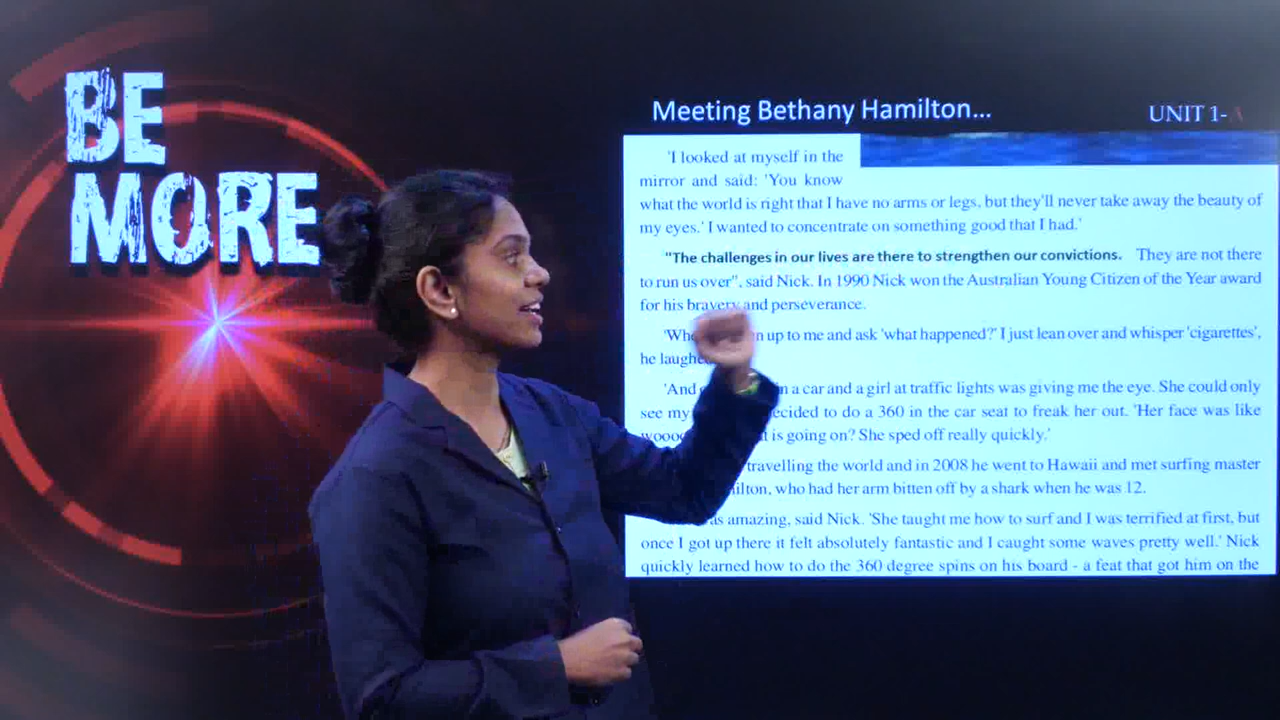 BE
MORE
Meeting Bethany Hamilton...
UNIT 1-A
'I looked at myself in the
mirror and said: 'You know
what the world is right that I have no arms or legs, but they'll never take away the beauty of
my eyes.' I wanted to concentrate on something good that I had.'
"The challenges in our lives are there to strengthen our convictions. They are not there
to run us over", said Nick. In 1990 Nick won the Australian Young Citizen of the Year award
for his bravery and perseverance.
up to me and ask 'what happened?' I just lean over and whisper 'cigarettes',
he
'And in a car and a girl at traffic lights was giving me the eye. She could only
see my to do a 360 in the car seat to freak her out. 'Her face was like
is going on? She sped off really quickly.'
travelling the world and in 2008 he went to Hawaii and met surfing master
who had her arm bitten off by a shark when he was 12.
amazing, said Nick. 'She taught me how to surf and I was terrified at first, but
once I got up there it felt absolutely fantastic and I caught some waves pretty well.' Nick
quickly learned how to do the 360 degree spins on his board - a feat that got him on the